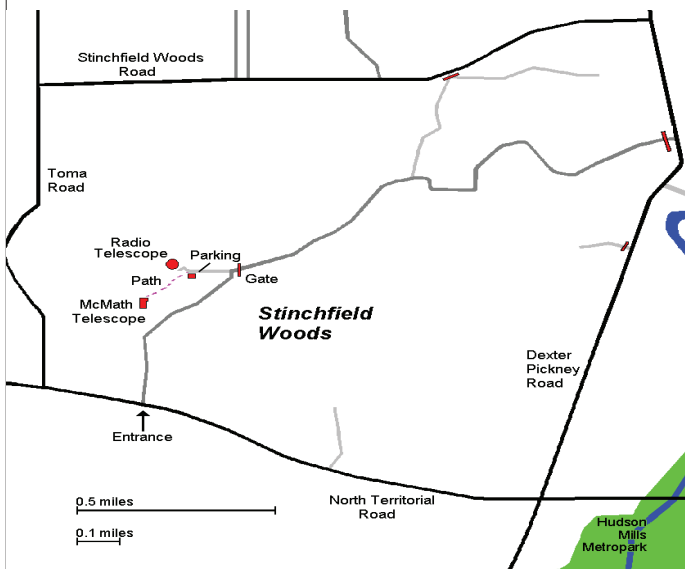 Stinchfield Woods
Road
Toma
Road
Radio
Telescope
Parking
Path
Gate
McMath
Telescope
Stinchfield
Woods
Dexter
Pickney
Road
Entrance
0.5 miles
North Territorial
Road
0.1 miles
Hudson
Mills
Metropark